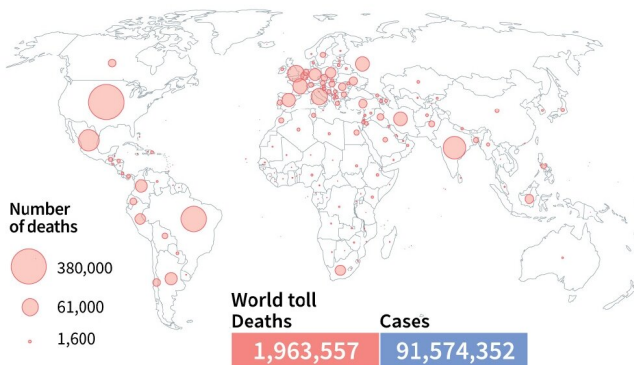 Number
of deaths
380,000
61,000
1,600
World toll
Deaths
Cases
1,963,557
91,574,352